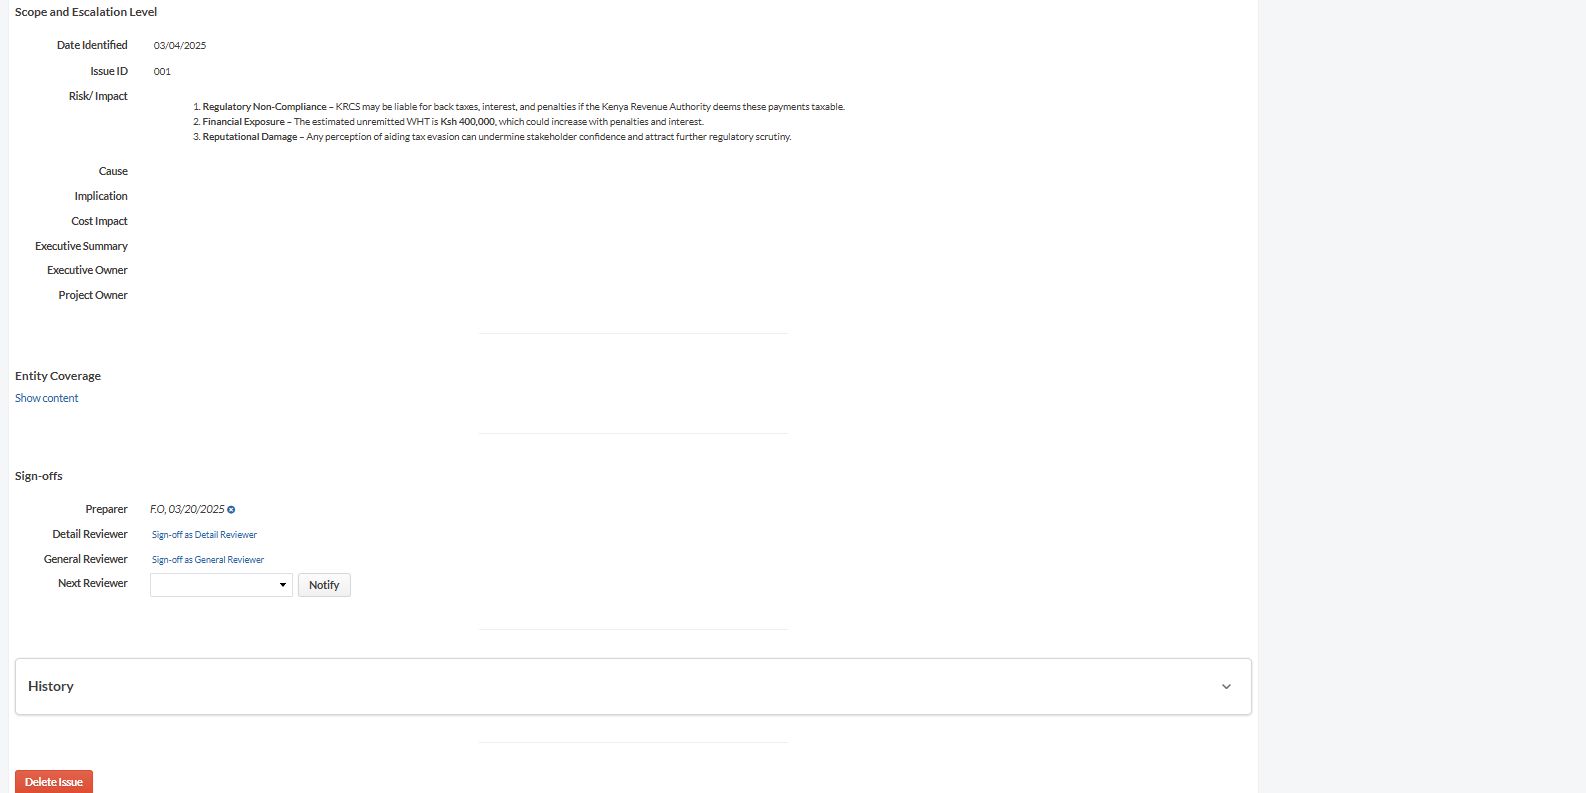 Scope and Escalation Level
Date Identified 03/04/2025
Issue ID 001
Risk/ Impact
1. Regulatory Non-Compliance – KRCS may be liable for back taxes, interest, and penalties if the Kenya Revenue Authority deems these payments taxable.
2. Financial Exposure – The estimated unremitted WHT is Ksh 400,000, which could increase with penalties and interest.
3. Reputational Damage – Any perception of aiding tax evasion can undermine stakeholder confidence and attract further regulatory scrutiny.
Cause
Implication
Cost Impact
Executive Summary
Executive Owner
Project Owner
Entity Coverage
Show content
Sign-offs
Preparer F.O, 03/20/2025
Detail Reviewer Sign-off as Detail Reviewer
General Reviewer Sign-off as General Reviewer
Next Reviewer Notify
History
Delete Issue